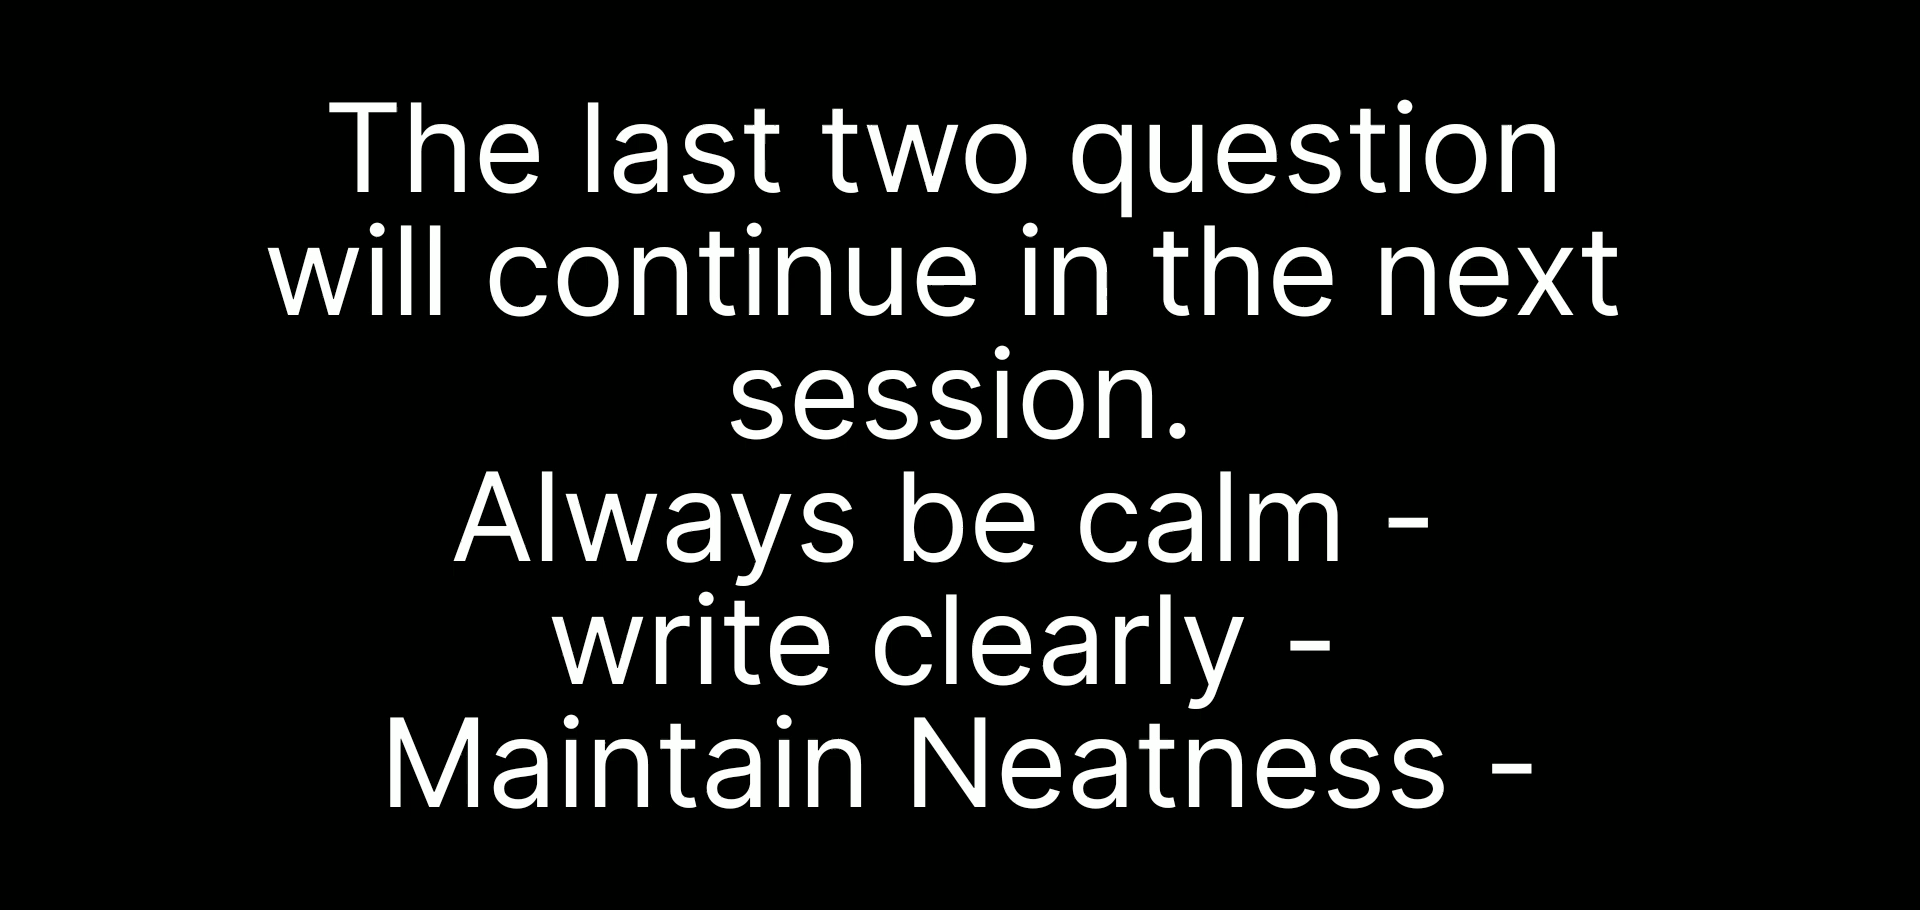 The last two question
will continue in the next
session.
Always be calm -
write clearly -
Maintain Neatness -